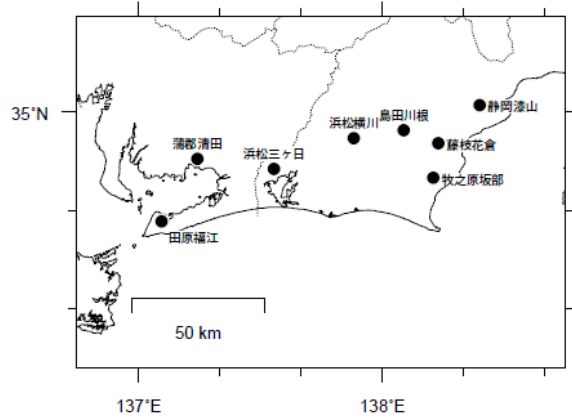 35°N
静岡漆山
島田川根
浜松横川
藤枝花倉
蒲郡清田
浜松三ヶ日
牧之原坂部
田原福江
50 km
137°E
138°E